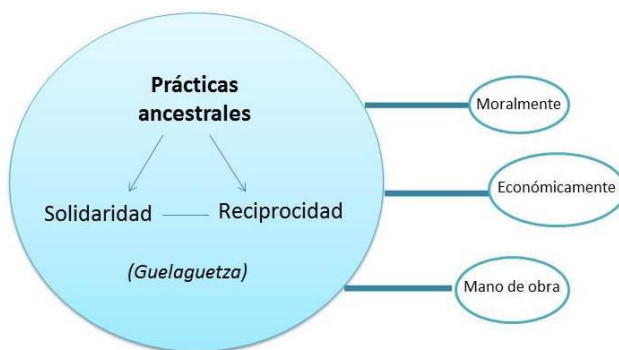 Prácticas
ancestrales
Solidaridad
Reciprocidad
(Guelaguetza)
Moralmente
Económicamente
Mano de obra